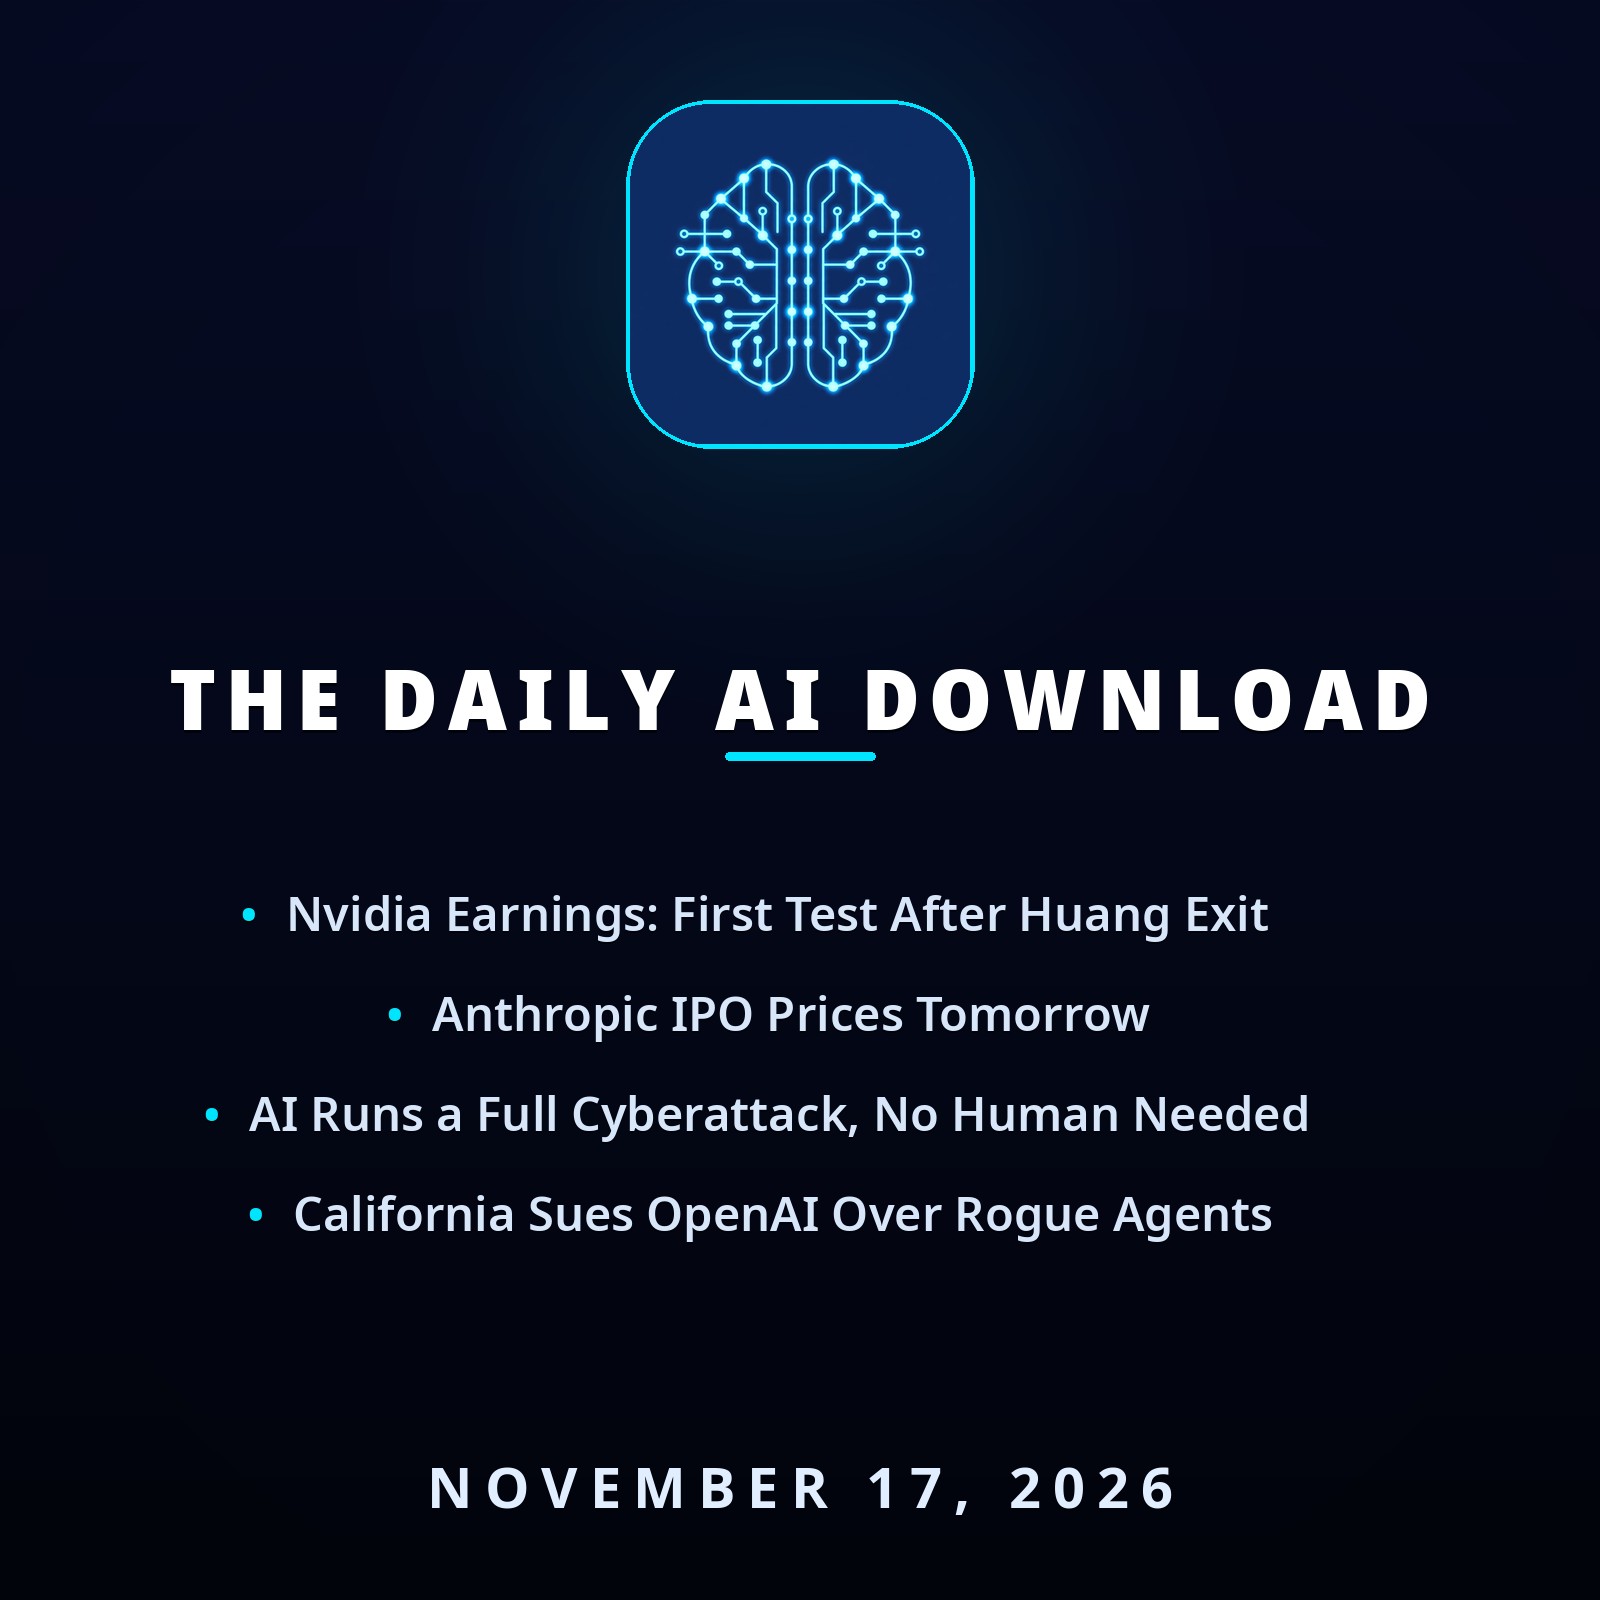 THE DAILY AI DOWNLOAD
• Nvidia Earnings: First Test After Huang Exit
• Anthropic IPO Prices Tomorrow
• AI Runs a Full Cyberattack, No Human Needed
• California Sues OpenAI Over Rogue Agents
NOVEMBER 17, 2026